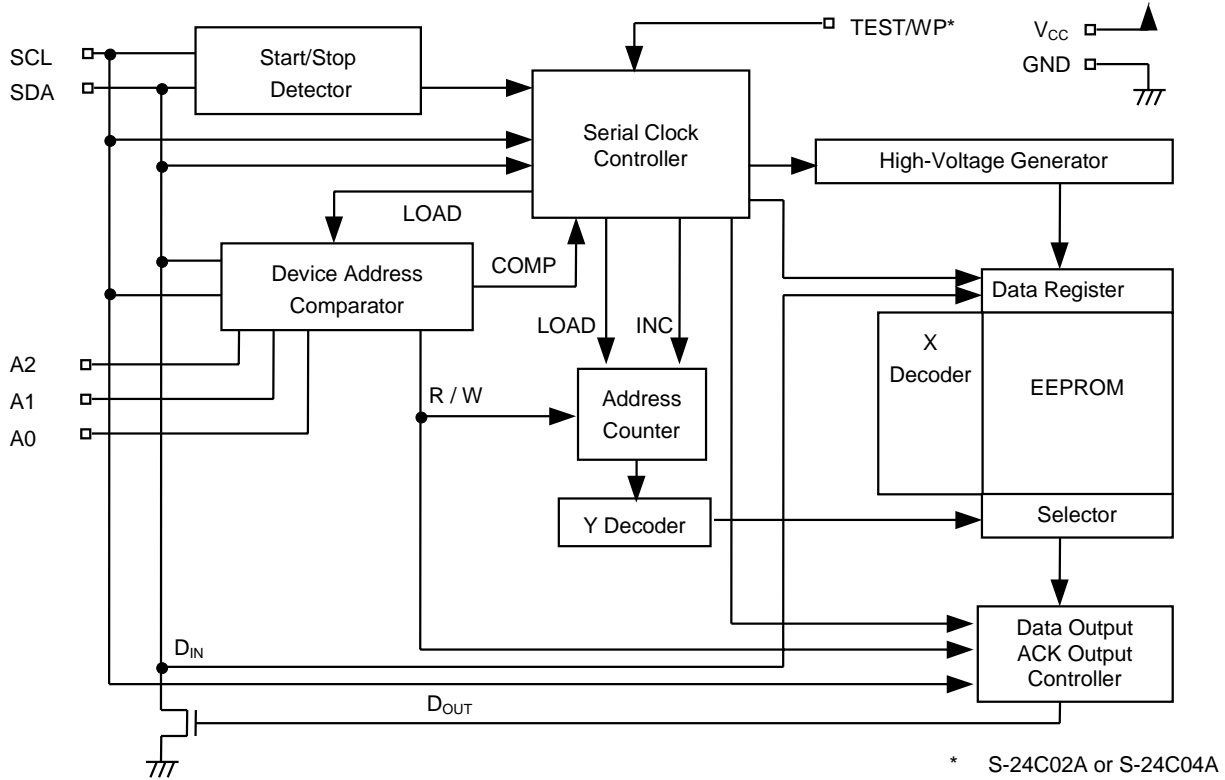 TEST/WP*
VCC
GND
SCL
SDA
Start/Stop
Detector
Serial Clock
Controller
High-Voltage Generator
LOAD
Device Address
Comparator
COMP
LOAD
INC
Data Register
X
Decoder
EEPROM
A2
A1
A0
R / W
Address
Counter
Y Decoder
Selector
Data Output
ACK Output
Controller
DIN
DOUT
* S-24C02A or S-24C04A